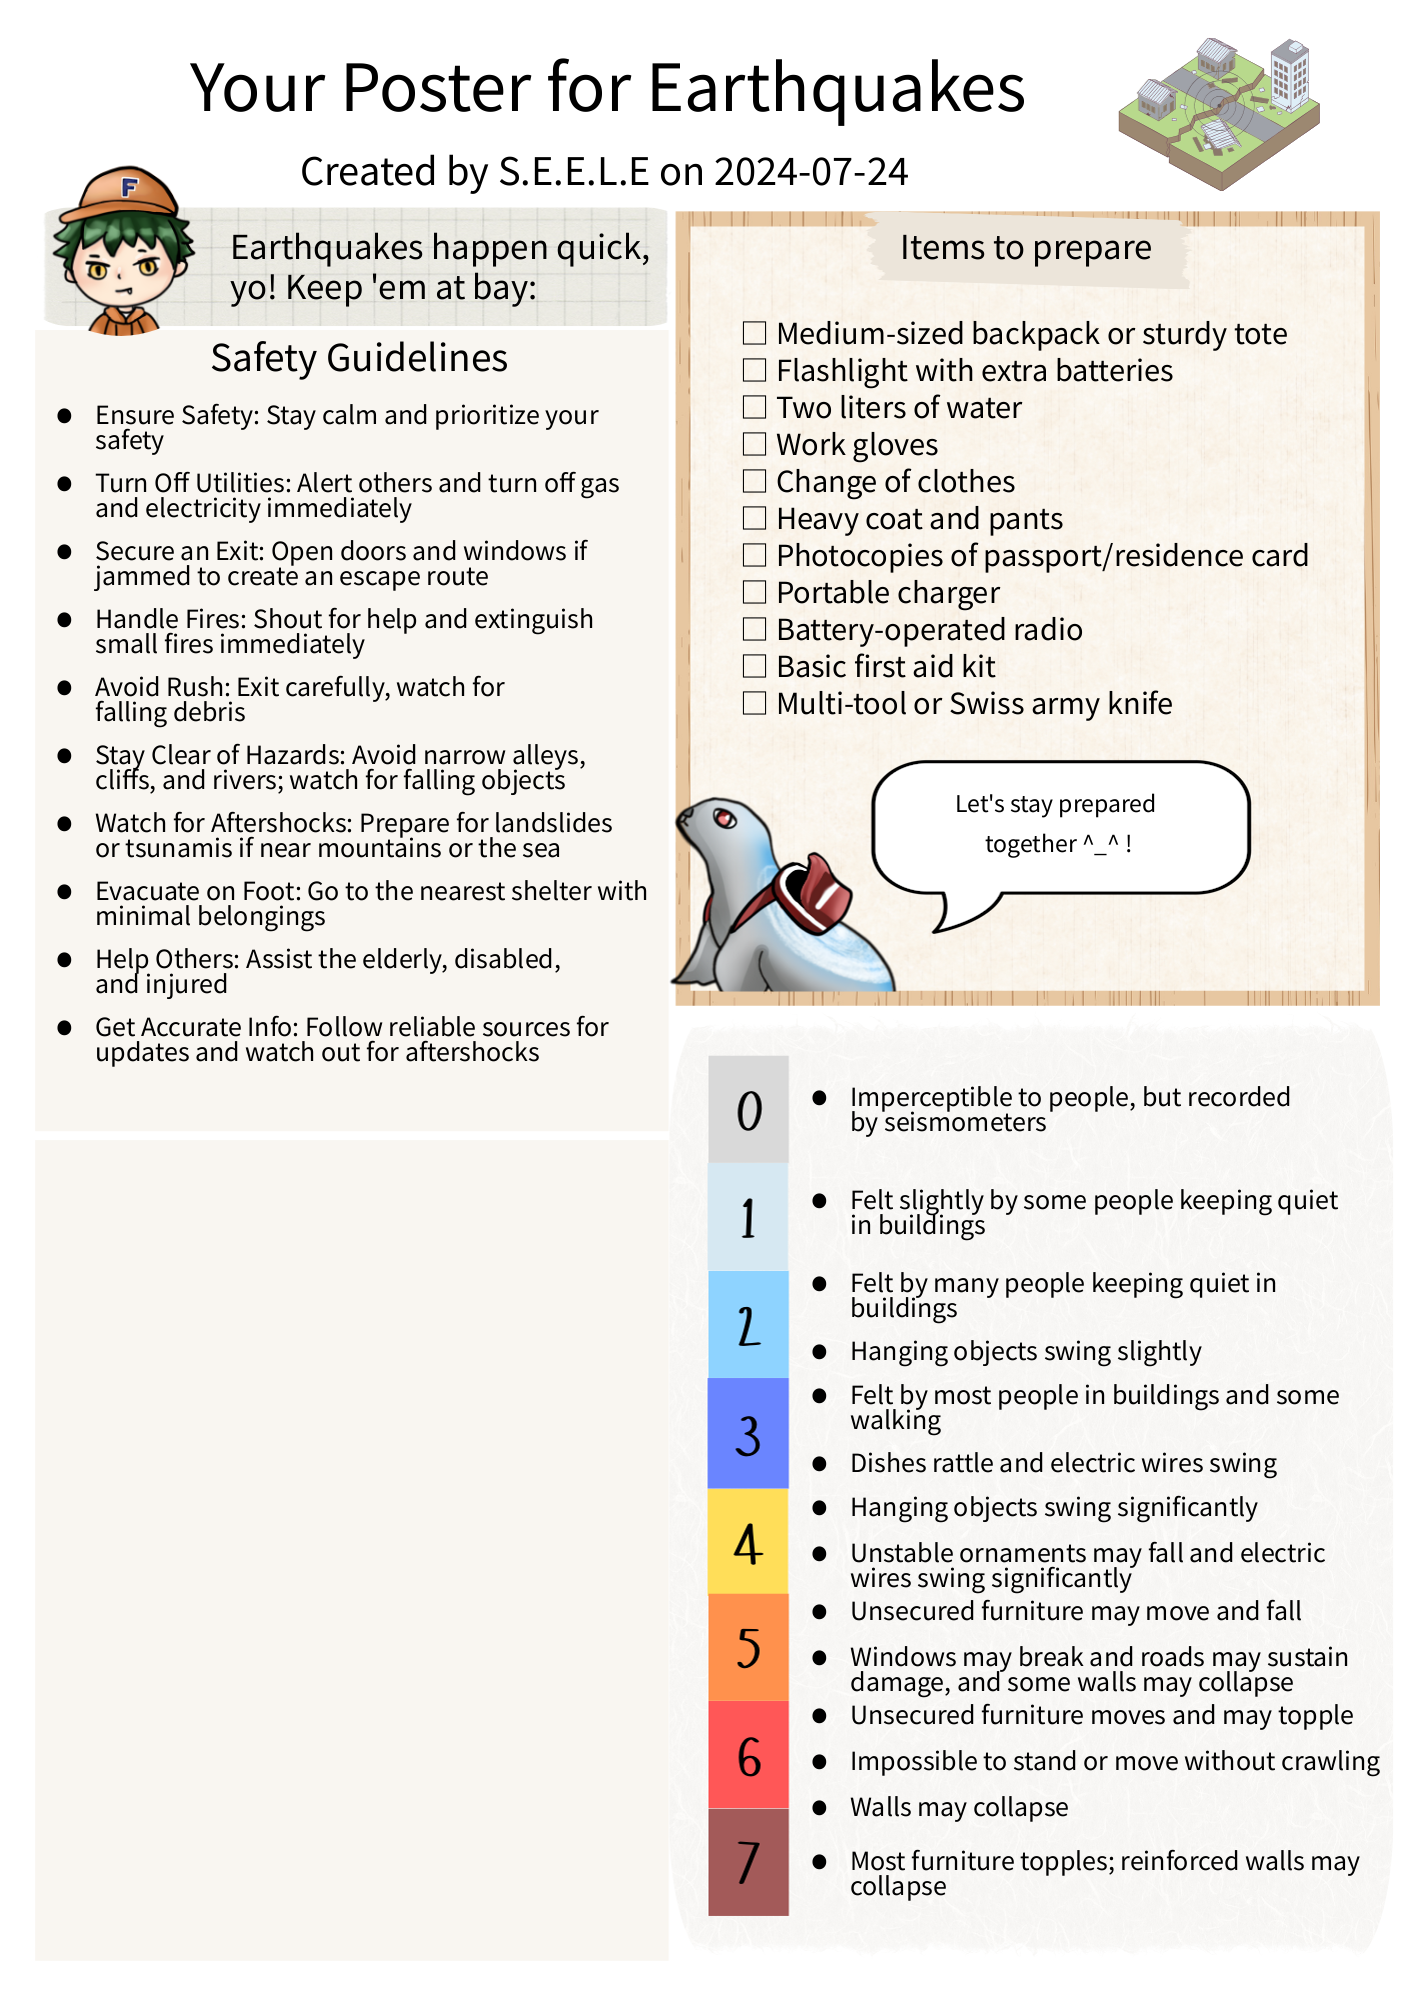 Your Poster for Earthquakes
Created by S.E.E.L.E on 2024-07-24
F
Earthquakes happen quick,
yo! Keep 'em at bay:
Safety Guidelines
● Ensure Safety: Stay calm and prioritize your
safety
● Turn Off Utilities: Alert others and turn off gas
and electricity immediately
● Secure an Exit: Open doors and windows if
jammed to create an escape route
● Handle Fires: Shout for help and extinguish
small fires immediately
● Avoid Rush: Exit carefully, watch for
falling debris
● Stay Clear of Hazards: Avoid narrow alleys,
cliffs, and rivers; watch for falling objects
● Watch for Aftershocks: Prepare for landslides
or tsunamis if near mountains or the sea
● Evacuate on Foot: Go to the nearest shelter with
minimal belongings
● Help Others: Assist the elderly, disabled,
and injured
● Get Accurate Info: Follow reliable sources for
updates and watch out for aftershocks
Items to prepare
☐ Medium-sized backpack or sturdy tote
☐ Flashlight with extra batteries
☐ Two liters of water
☐ Work gloves
☐ Change of clothes
☐ Heavy coat and pants
☐ Photocopies of passport/residence card
☐ Portable charger
☐ Battery-operated radio
☐ Basic first aid kit
☐ Multi-tool or Swiss army knife
Let's stay prepared
together ^_^ !
0
● Imperceptible to people, but recorded
by seismometers
1
● Felt slightly by some people keeping quiet
in buildings
2
● Felt by many people keeping quiet in
buildings
● Hanging objects swing slightly
3
● Felt by most people in buildings and some
walking
● Dishes rattle and electric wires swing
4
● Hanging objects swing significantly
● Unstable ornaments may fall and electric
wires swing significantly
5
● Unsecured furniture may move and fall
● Windows may break and roads may sustain
damage, and some walls may collapse
6
● Unsecured furniture moves and may topple
● Impossible to stand or move without crawling
● Walls may collapse
7
● Most furniture topples; reinforced walls may
collapse